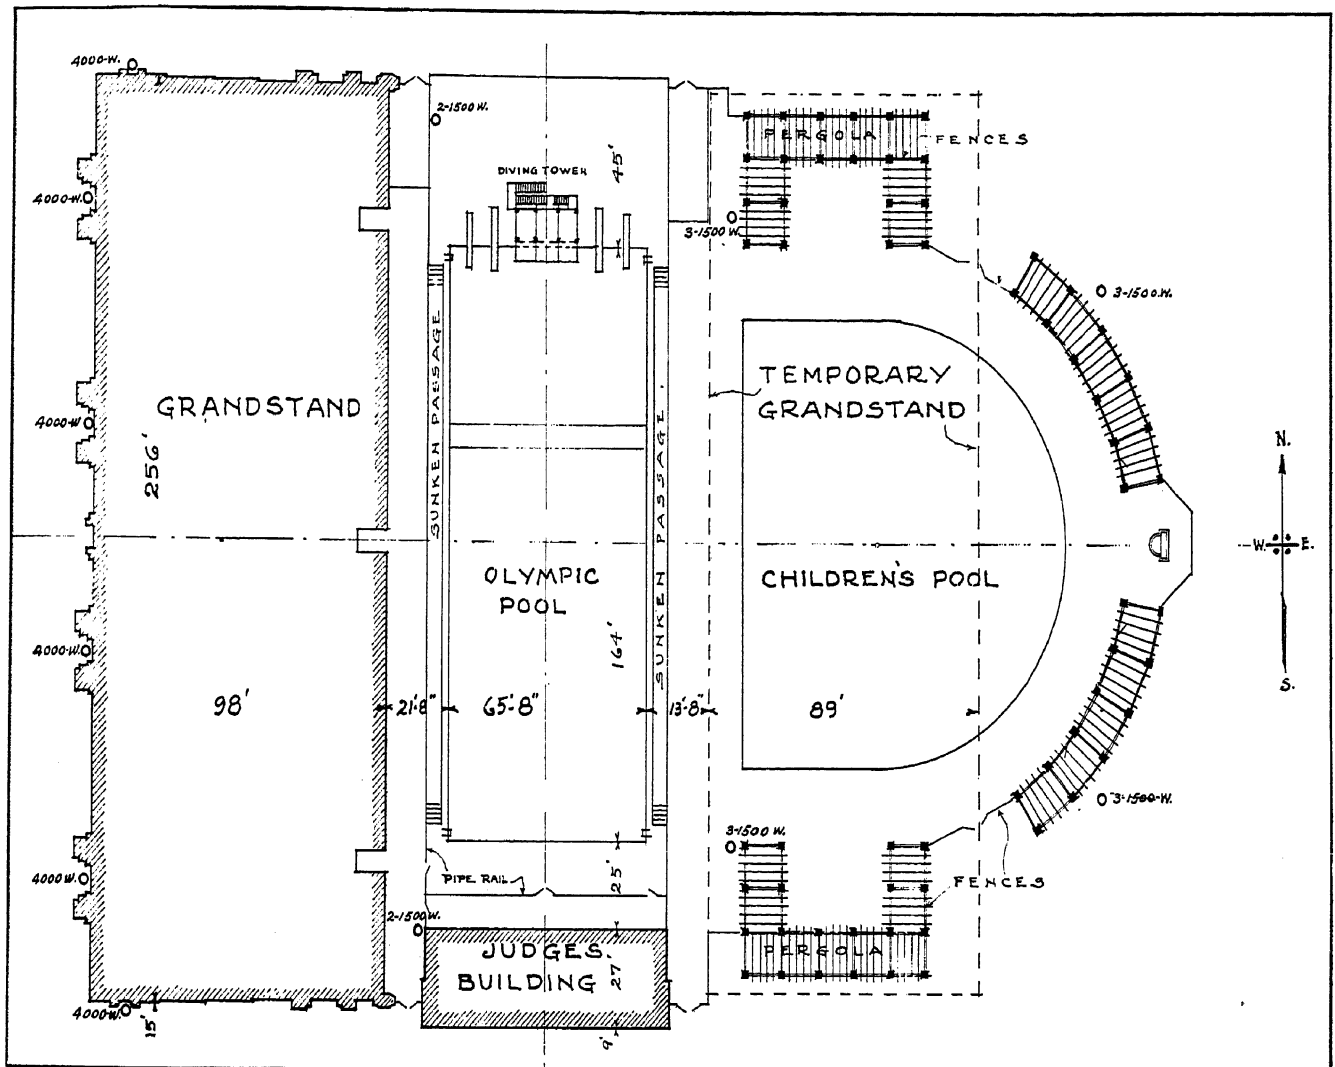 4000-W.
2-1500 W.
PERGOLA
FENCES
45'
DIVING TOWER
4000-W.
3-1500 W.
3-1500.W.
SUNKEN PASSAGE
TEMPORARY
GRANDSTAND
GRANDSTAND
SUNKEN PASSAGE.
4000-W
256'
N.
W.
E.
S.
OLYMPIC
POOL
CHILDREN'S POOL
164'
4000-W.
98'
21'-8"
65'-8"
13'-8"
89'
3-1500-W.
3-1500 W.
4000 W.
PIPE RAIL
25'
FENCES
2-1500 W.
JUDGES.
BUILDING
27'
PERGOLA
4000-W.
15'
9'